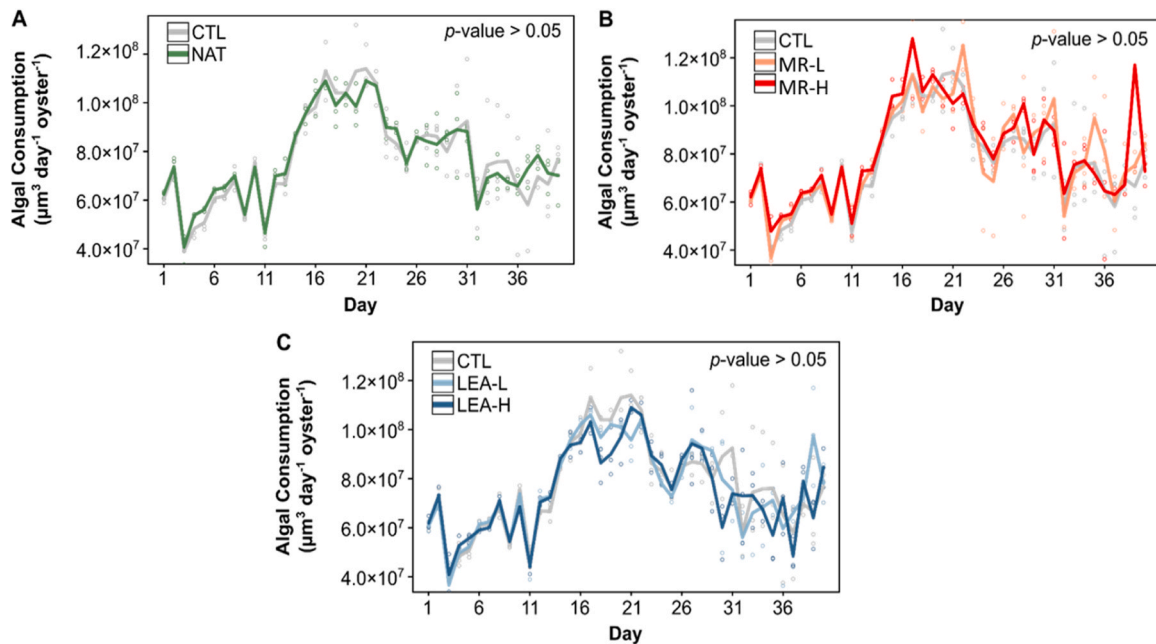 A
CTL
NAT
p-value > 0.05
Algal Consumption
(µm³ day⁻¹ oyster⁻¹)
1.2×10⁸
1.0×10⁸
8.0×10⁷
6.0×10⁷
4.0×10⁷
1 6 11 16 21 26 31 36
Day
B
CTL
MR-L
MR-H
p-value > 0.05
Algal Consumption
(µm³ day⁻¹ oyster⁻¹)
1.2×10⁸
1.0×10⁸
8.0×10⁷
6.0×10⁷
4.0×10⁷
1 6 11 16 21 26 31 36
Day
C
CTL
LEA-L
LEA-H
p-value > 0.05
Algal Consumption
(µm³ day⁻¹ oyster⁻¹)
1.2×10⁸
1.0×10⁸
8.0×10⁷
6.0×10⁷
4.0×10⁷
1 6 11 16 21 26 31 36
Day